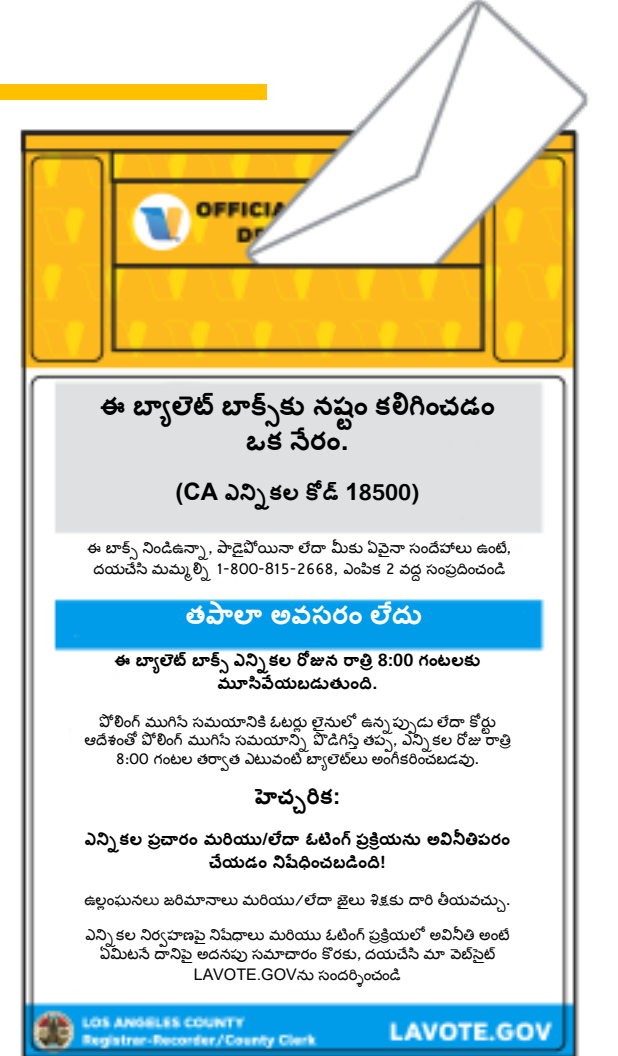 OFFICIA
ఈ బ్యాలెట్ బాక్స్‌కు నష్టం కలిగించడం
ఒక నేరం.
(CA ఎన్నికల కోడ్ 18500)
ఈ బాక్స్ నిండిఉన్నా, పాడైపోయినా లేదా మీకు ఏవైనా సందేహాలు ఉంటే,
దయచేసి మమ్మల్ని 1-800-815-2668, ఎంపిక 2 వద్ద సంప్రదించండి
తపాలా అవసరం లేదు
ఈ బ్యాలెట్ బాక్స్ ఎన్నికల రోజున రాత్రి 8:00 గంటలకు
మూసివేయబడుతుంది.
పోలింగ్ ముగిసే సమయానికి ఓటర్లు లైనులో ఉన్నప్పుడు లేదా కోర్టు
ఆదేశంతో పోలింగ్ ముగిసే సమయాన్ని పొడిగిస్తే తప్ప, ఎన్నికల రోజు రాత్రి
8:00 గంటల తర్వాత ఎటువంటి బ్యాలెట్‌లు అంగీకరించబడవు.
హెచ్చరిక:
ఎన్నికల ప్రచారం మరియు/లేదా ఓటింగ్ ప్రక్రియను అవినీతిపరం
చేయడం నిషేధించబడింది!
ఉల్లంఘనలు జరిమానాలు మరియు/లేదా జైలు శిక్షకు దారి తీయవచ్చు.
ఎన్నికల నిర్వహణపై నిషేధాలు మరియు ఓటింగ్ ప్రక్రియలో అవినీతి అంటే
ఏమిటనే దానిపై అదనపు సమాచారం కొరకు, దయచేసి మా వెబ్‌సైట్
LAVOTE.GOVను సందర్శించండి
LOS ANGELES COUNTY
Registrar-Recorder/County Clerk
LAVOTE.GOV